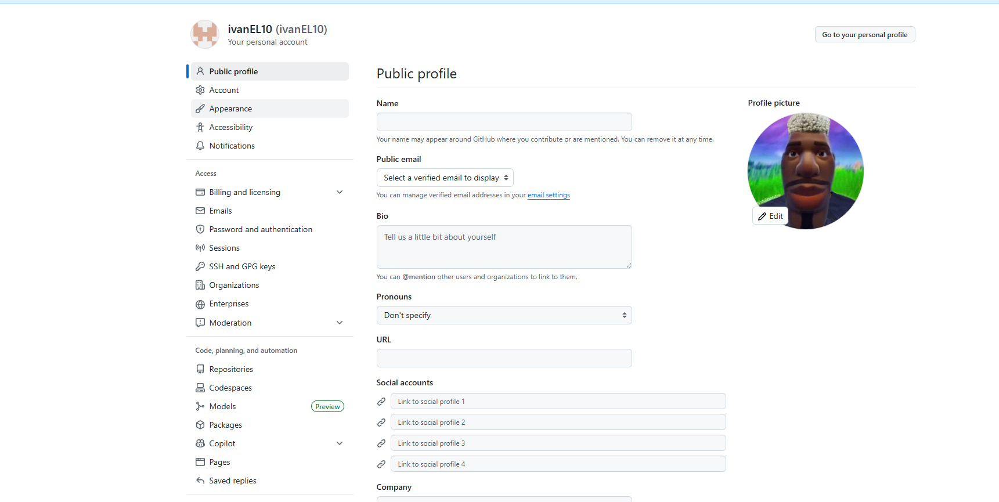 ivanEL10 (ivanEL10)
Your personal account
Go to your personal profile
Public profile
Account
Appearance
Accessibility
Notifications
Access
Billing and licensing
Emails
Password and authentication
Sessions
SSH and GPG keys
Organizations
Enterprises
Moderation
Code, planning, and automation
Repositories
Codespaces
Models
Preview
Packages
Copilot
Pages
Saved replies
Public profile
Name
Your name may appear around GitHub where you contribute or are mentioned. You can remove it at any time.
Public email
Select a verified email to display
You can manage verified email addresses in your email settings
Bio
Tell us a little bit about yourself
You can @mention other users and organizations to link to them.
Pronouns
Don't specify
URL
Social accounts
Link to social profile 1
Link to social profile 2
Link to social profile 3
Link to social profile 4
Company
Profile picture
Edit